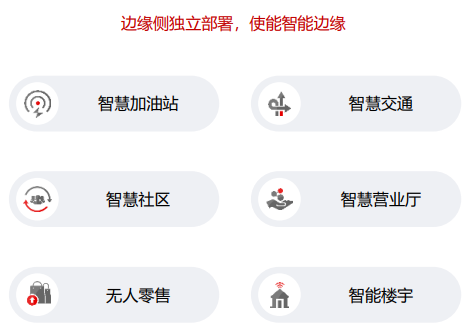 边缘侧独立部署，使能智能边缘
智慧加油站
智慧交通
智慧社区
智慧营业厅
无人零售
智能楼宇